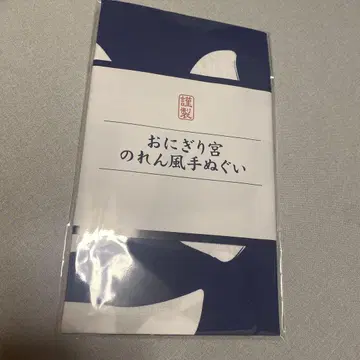 謹製
おにぎり宮
のれん風手ぬぐい